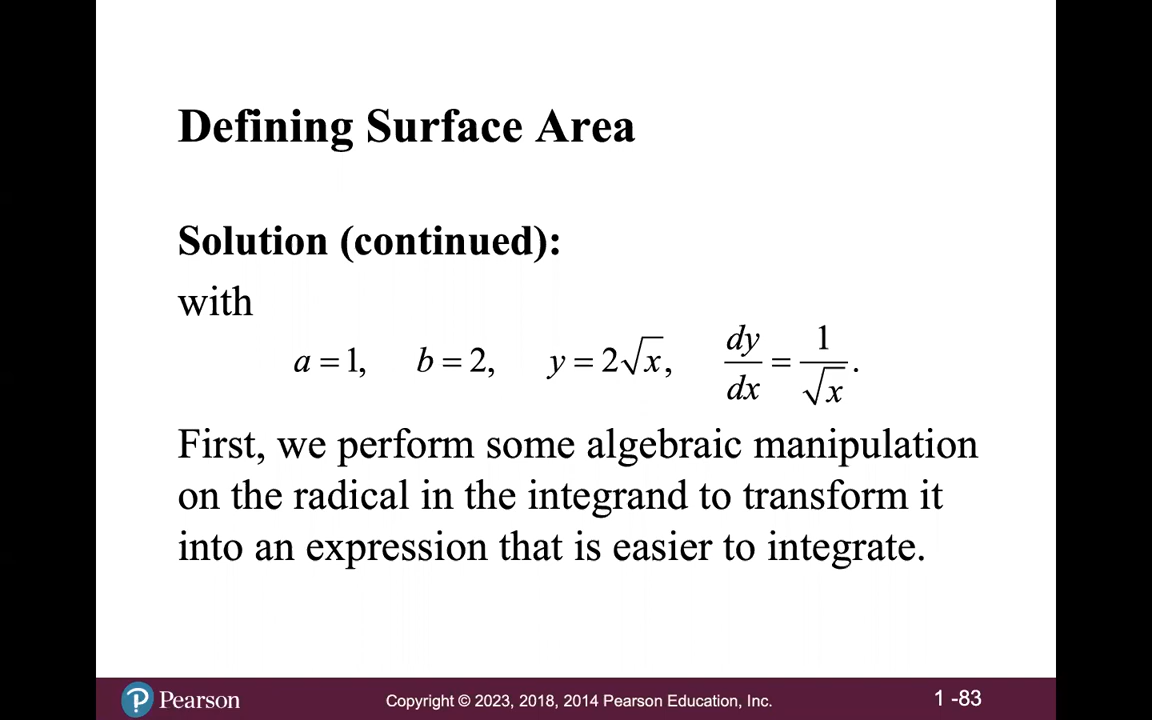 Defining Surface Area
Solution (continued):
with
a = 1, b = 2, y = 2√x, dy/dx = 1/√x.
First, we perform some algebraic manipulation
on the radical in the integrand to transform it
into an expression that is easier to integrate.
Pearson Copyright © 2023, 2018, 2014 Pearson Education, Inc. 1 -83